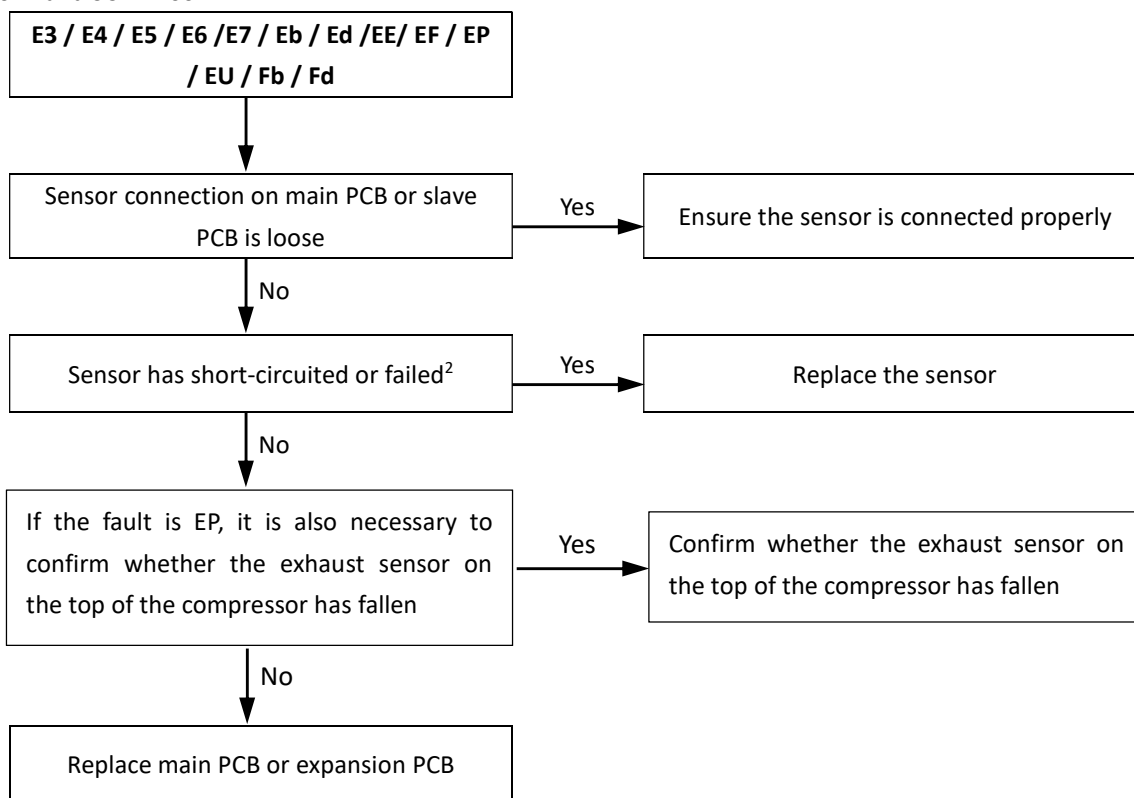 E3 / E4 / E5 / E6 /E7 / Eb / Ed /EE/ EF / EP
/ EU / Fb / Fd
Sensor connection on main PCB or slave
PCB is loose
Yes
Ensure the sensor is connected properly
No
Sensor has short-circuited or failed2
Yes
Replace the sensor
No
If the fault is EP, it is also necessary to
confirm whether the exhaust sensor on
the top of the compressor has fallen
Yes
Confirm whether the exhaust sensor on
the top of the compressor has fallen
No
Replace main PCB or expansion PCB